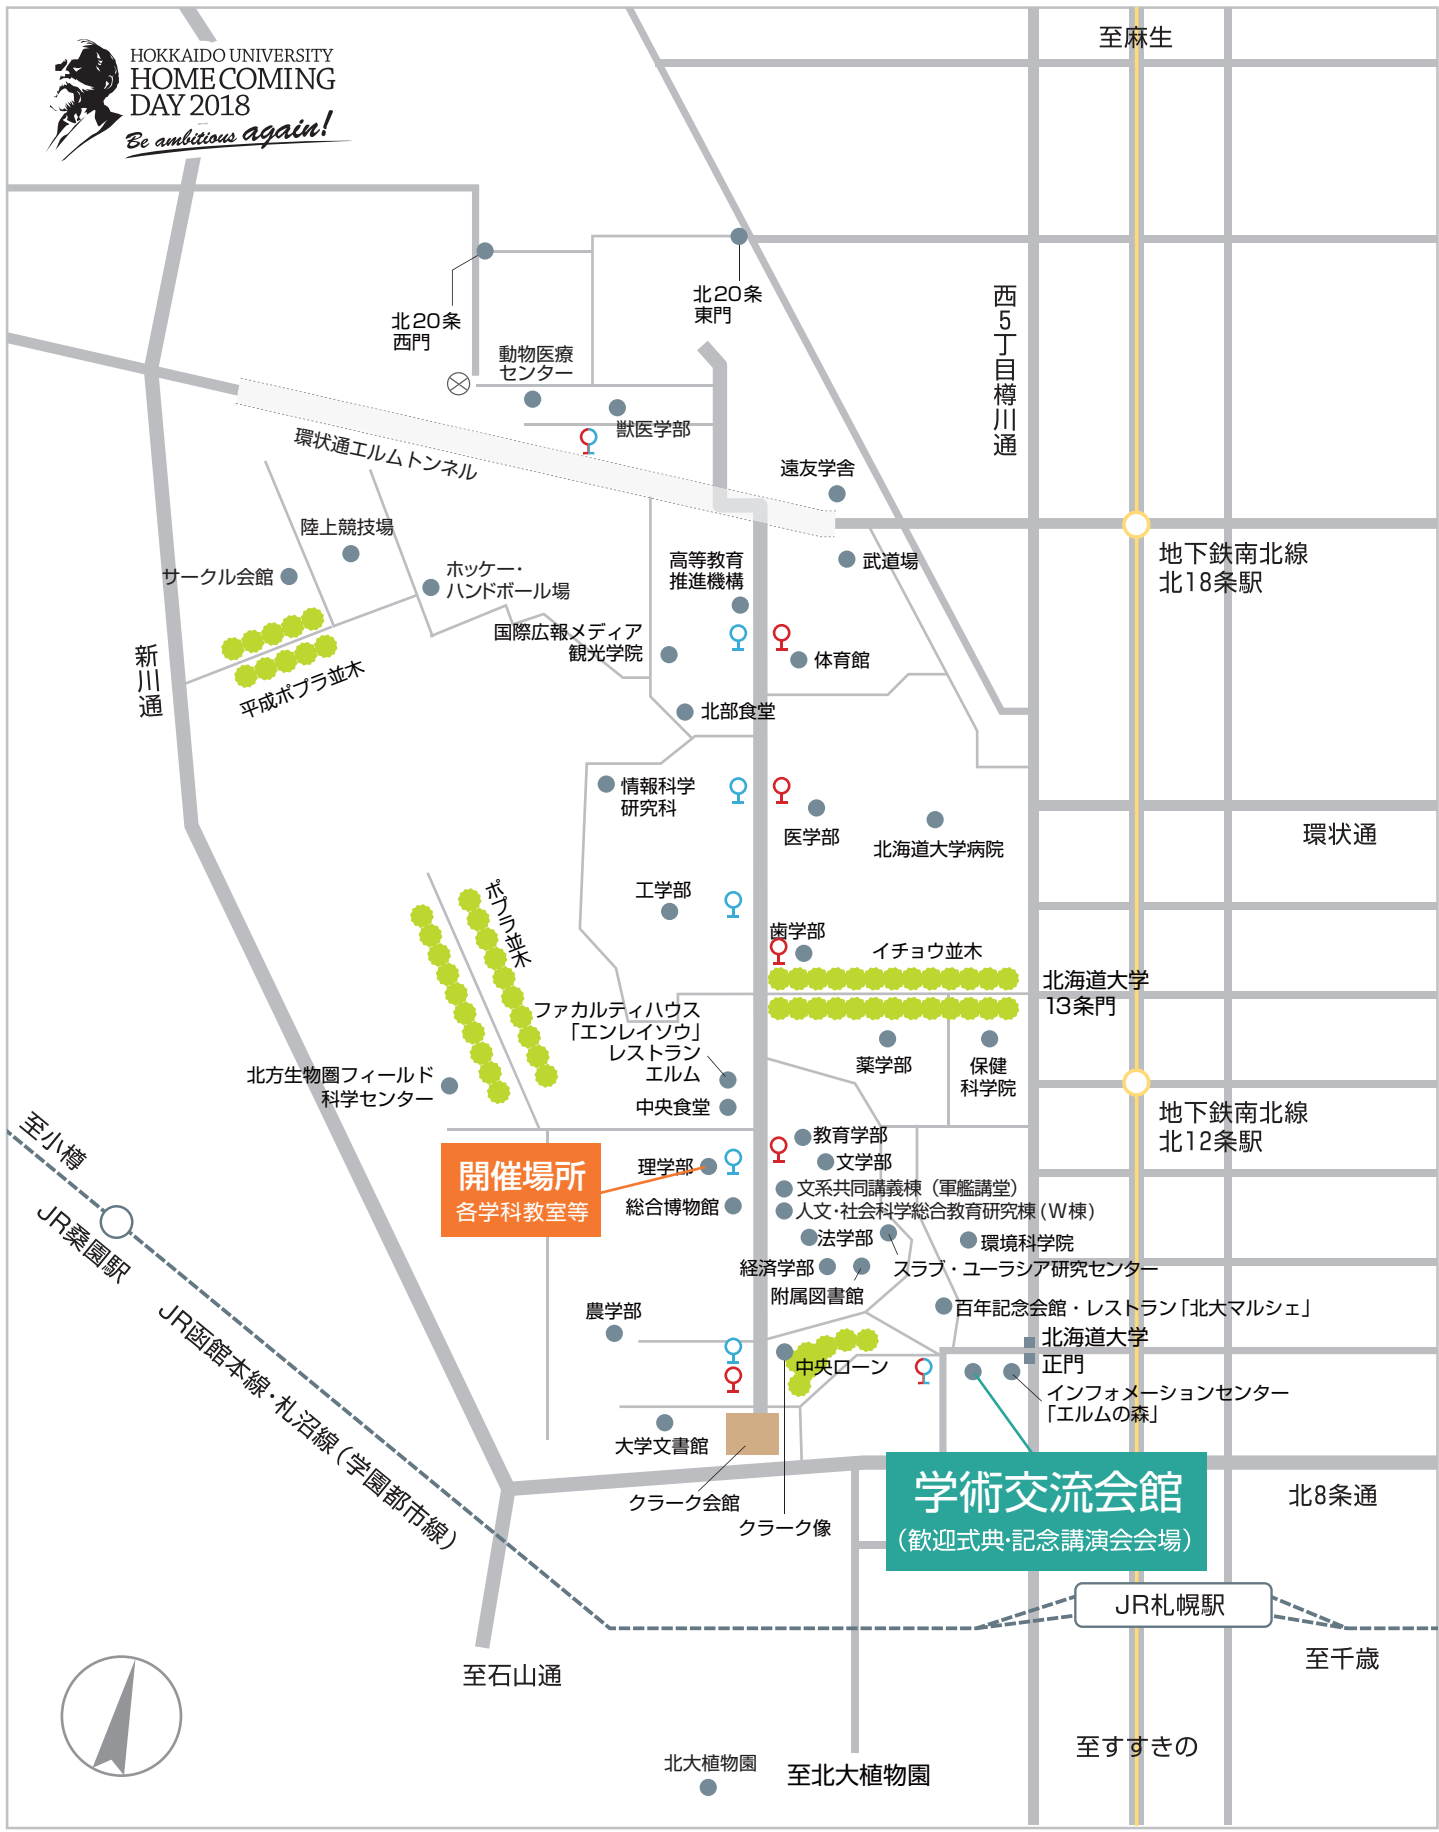 HOKKAIDO UNIVERSITY
HOME COMING
DAY 2018
Be ambitious again!
至麻生
北20条
西門
北20条
東門
西5丁目樽川通
動物医療
センター
獣医学部
環状通エルムトンネル
遠友学舎
陸上競技場
サークル会館
ホッケー・
ハンドボール場
高等教育
推進機構
武道場
地下鉄南北線
北18条駅
国際広報メディア
観光学院
体育館
新川通
平成ポプラ並木
北部食堂
情報科学
研究科
医学部
北海道大学病院
環状通
工学部
ポプラ並木
歯学部
イチョウ並木
北海道大学
13条門
ファカルティハウス
「エンレイソウ」
レストラン
エルム
薬学部
保健
科学院
北方生物圏フィールド
科学センター
中央食堂
地下鉄南北線
北12条駅
至小樽
教育学部
文学部
開催場所
各学科教室等
理学部
文系共同講義棟（軍艦講堂）
総合博物館
人文・社会科学総合教育研究棟(W棟)
JR桑園駅
法学部
環境科学院
経済学部
スラブ・ユーラシア研究センター
附属図書館
農学部
百年記念会館・レストラン「北大マルシェ」
北海道大学
正門
JR函館本線・札沼線（学園都市線）
中央ローン
インフォメーションセンター
「エルムの森」
大学文書館
クラーク会館
クラーク像
学術交流会館
（歓迎式典・記念講演会会場）
北8条通
JR札幌駅
至千歳
至石山通
至すすきの
北大植物園
至北大植物園